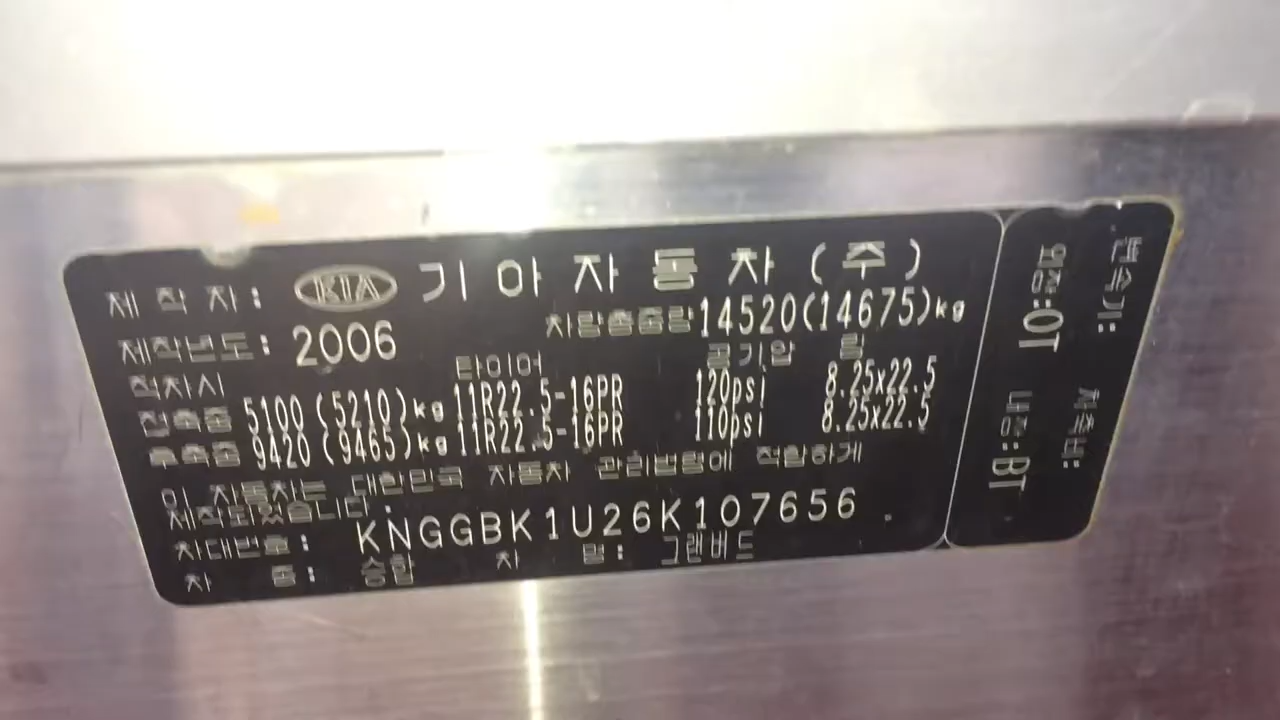 제 작 자 : KIA 기 아 자 동 차 ( 주 )
제작년도 : 2006 차량총중량 14520(14675)kg
적차시 타이어 공기압 림
전축중 5100 (5210)kg 11R22.5-16PR 120psi 8.25x22.5
후축중 9420 (9465)kg 11R22.5-16PR 110psi 8.25x22.5
이 자동차는 대한민국 자동차 관리법령에 적합하게
제작되었습니다.
차대번호 : KNGGBK1U26K107656
차 종 : 승합 차 명 : 그랜버드
변속기:
외장:OT 내장:BT